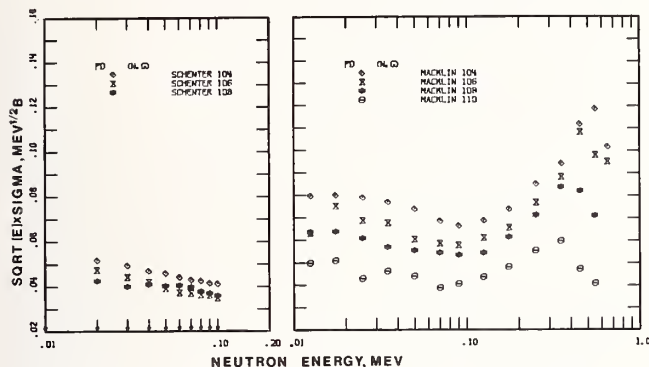 PD (N,G)
SCHENTER 104
SCHENTER 106
SCHENTER 108
PD (N,G)
MACKLIN 104
MACKLIN 106
MACKLIN 108
MACKLIN 110
SQRT (E)xSIGMA, MEV1/2B
.16
.14
.12
.10
.08
.06
.04
.02
.01 .10 .20 .01 .10 1.0
NEUTRON ENERGY, MEV